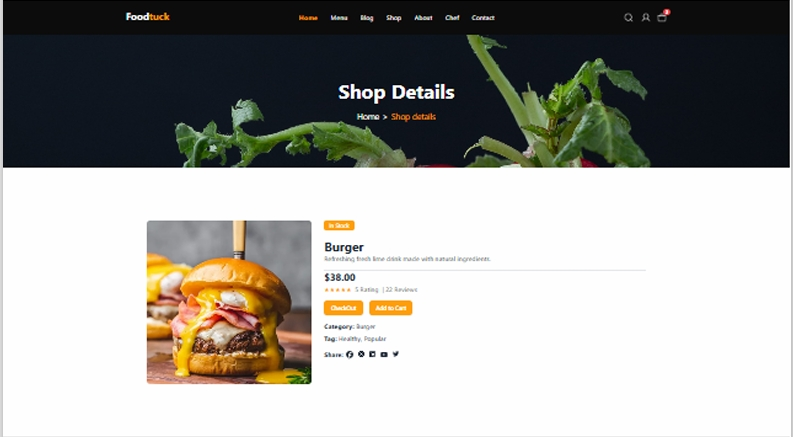 Foodtuck
Home Menu Blog Shop About Chef Contact
0
Shop Details
Home > Shop details
In Stock
Burger
Refreshing fresh lime drink made with natural ingredients
$38.00
★★★★★ 5 Rating | 22 Reviews
CheckOut Add to Cart
Category: Burger
Tag: Healthy, Popular
Share: